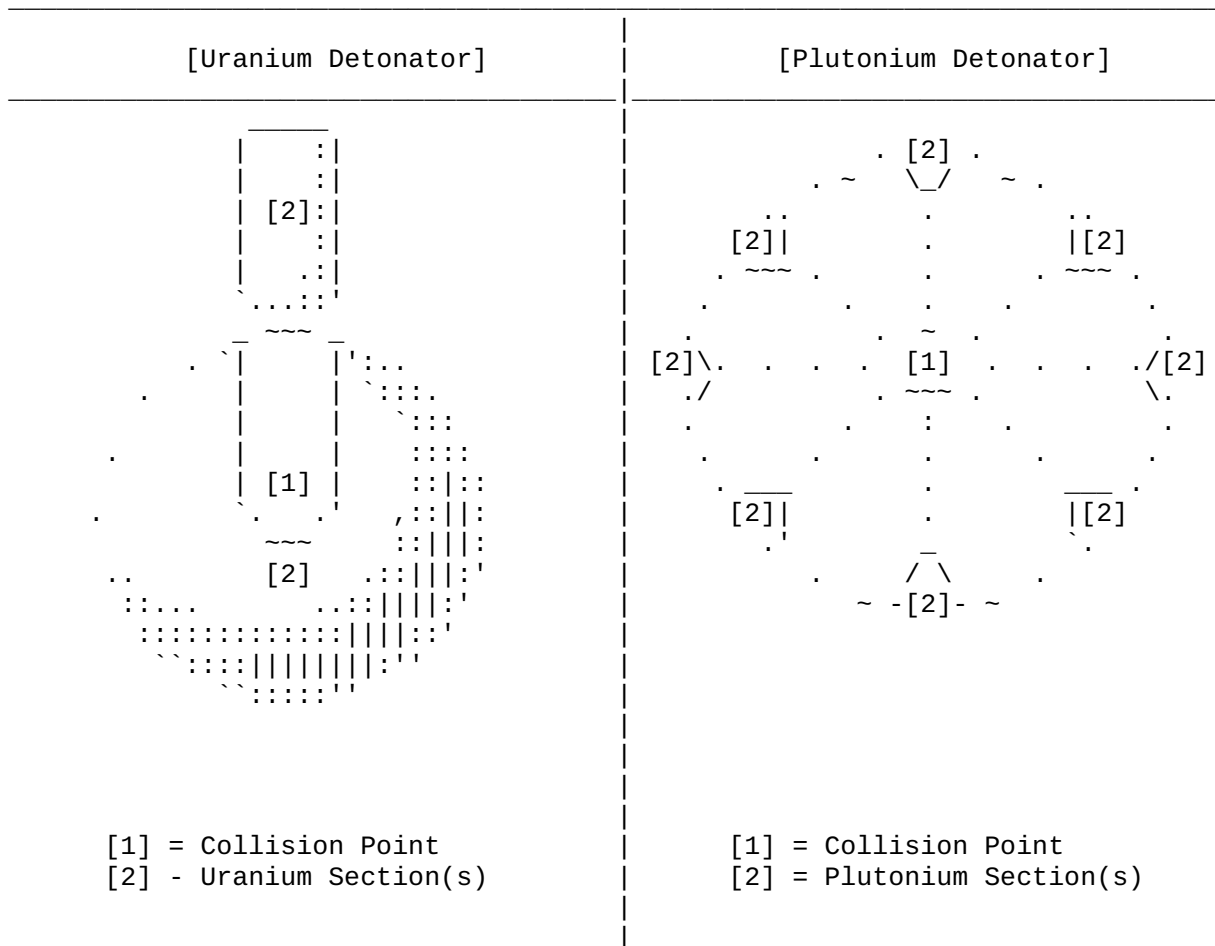 [Uranium Detonator]
[2]
[1]
[2]
[1] = Collision Point
[2] - Uranium Section(s)
[Plutonium Detonator]
[2]
[2] [2]
[2] [1] [2]
[2] [2]
[2]
[1] = Collision Point
[2] = Plutonium Section(s)